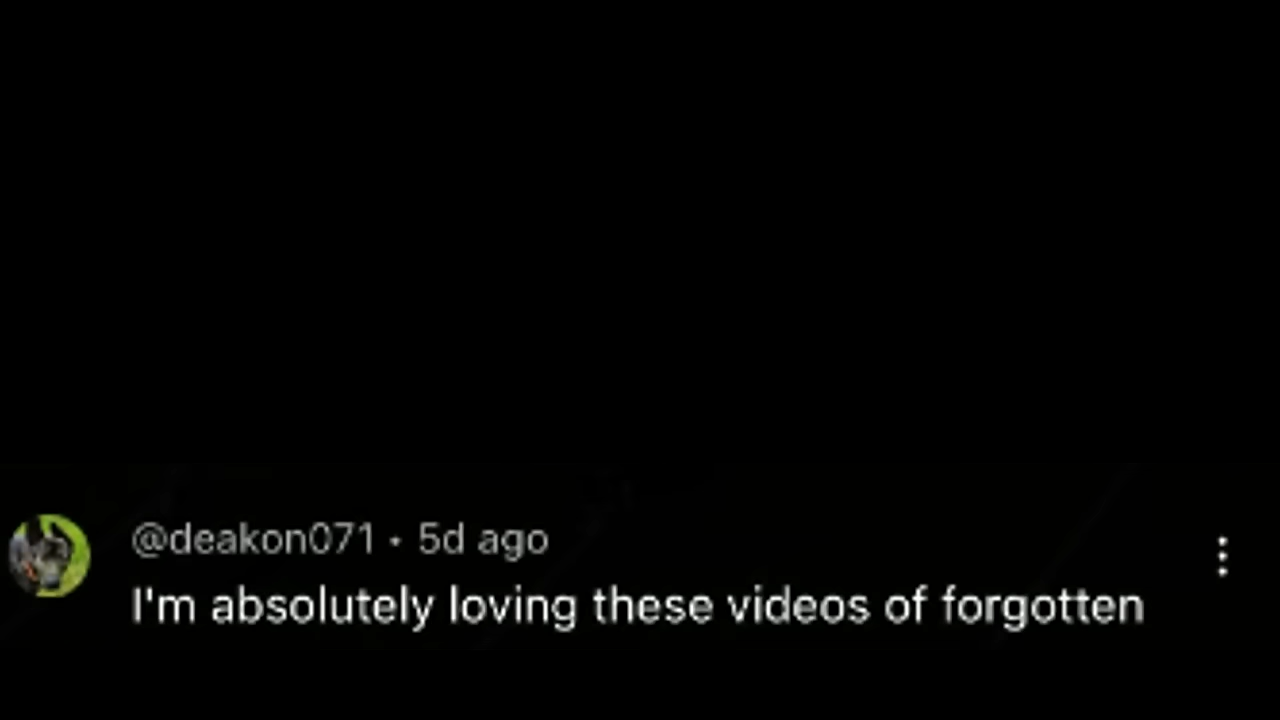 @deakon071 • 5d ago
I'm absolutely loving these videos of forgotten